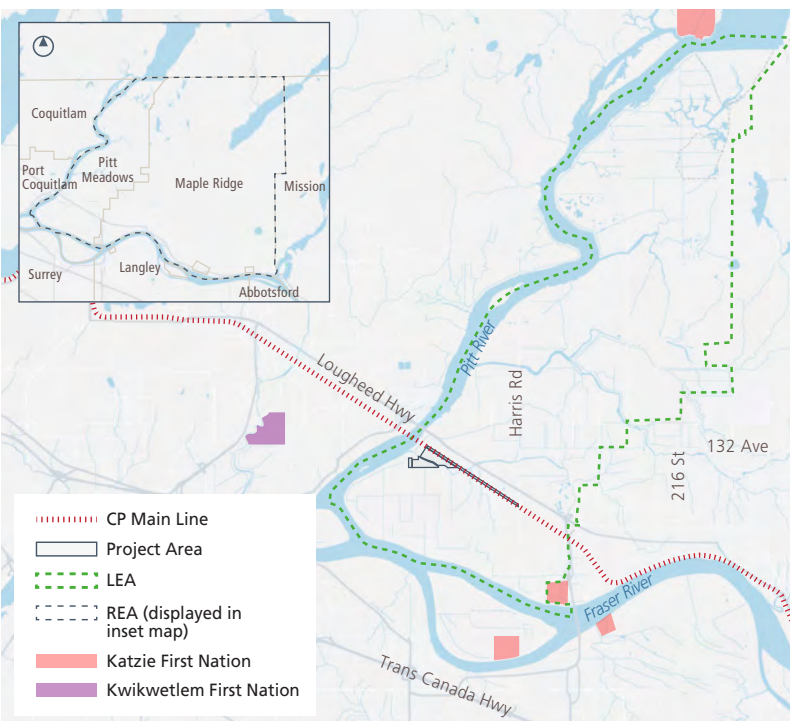 Coquitlam
Port
Coquitlam
Pitt
Meadows
Maple Ridge
Mission
Surrey
Langley
Abbotsford
Lougheed Hwy
Pitt River
Harris Rd
216 St
132 Ave
Fraser River
Trans Canada Hwy
CP Main Line
Project Area
LEA
REA (displayed in
inset map)
Katzie First Nation
Kwikwetlem First Nation